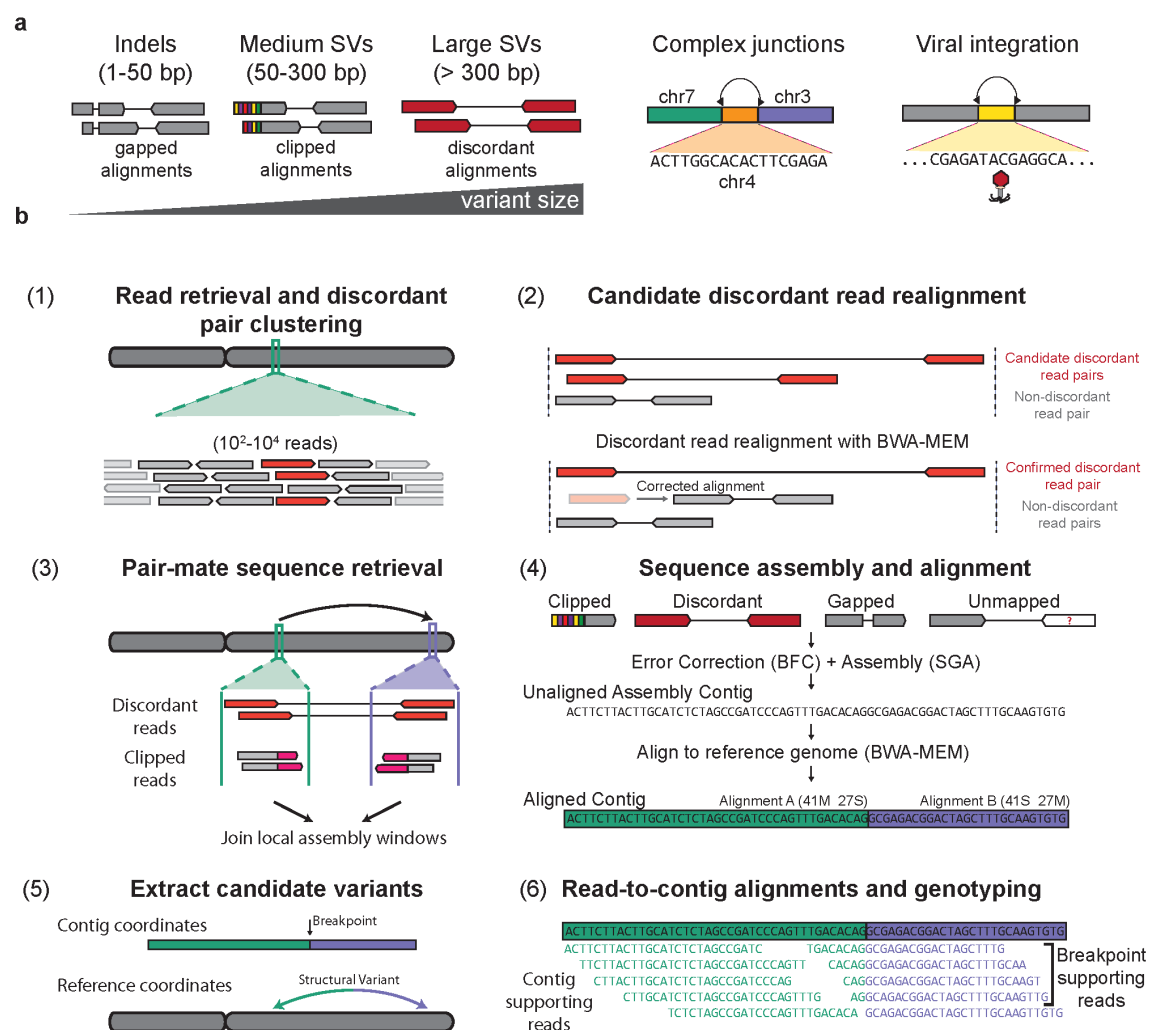 a
Indels
(1-50 bp)
Medium SVs
(50-300 bp)
Large SVs
(> 300 bp)
Complex junctions
Viral integration
chr7
chr3
gapped
alignments
clipped
alignments
discordant
alignments
ACTTGGCACACTTCGAGA
chr4
...CGAGATACGAGGCA...
variant size
b
(1)
Read retrieval and discordant
pair clustering
(10²-10⁴ reads)
(2)
Candidate discordant read realignment
Candidate discordant
read pairs
Non-discordant
read pair
Discordant read realignment with BWA-MEM
Corrected alignment
Confirmed discordant
read pair
Non-discordant
read pairs
(3)
Pair-mate sequence retrieval
Discordant
reads
Clipped
reads
Join local assembly windows
(4)
Sequence assembly and alignment
Clipped
Discordant
Gapped
Unmapped
?
Error Correction (BFC) + Assembly (SGA)
Unaligned Assembly Contig
ACTTCTTACTTGCATCTCTAGCCGATCCCAGTTTGACACAGGCGAGACGGACTAGCTTTGCAAGTGTG
Align to reference genome (BWA-MEM)
Aligned Contig
Alignment A (41M 27S)
Alignment B (41S 27M)
ACTTCTTACTTGCATCTCTAGCCGATCCCAGTTTGACACAGGCGAGACGGACTAGCTTTGCAAGTGTG
(5)
Extract candidate variants
Contig coordinates
Breakpoint
Reference coordinates
Structural Variant
(6)
Read-to-contig alignments and genotyping
ACTTCTTACTTGCATCTCTAGCCGATCCCAGTTTGACACAGGCGAGACGGACTAGCTTTGCAAGTGTG
ACTTCTTACTTGCATCTCTAGCCGATC TGACACAGGCGAGACGGACTAGCTTTG
CTTCTTACTTGCATCTCTAGCCGATCCCAGTT CACAGGCGAGACGGACTAGCTTTGCAA
CTTACTTGCATCTCTAGCCGATCCCAG CAGGCGAGACGGACTAGCTTTGCAAGT
CTTGCATCTCTAGCCGATCCCAGTTTG AGGCAGACGGACTAGCTTTGCAAGTTG
TCTCTAGCCGATCCCAGTTTGACACA GCAGACGGACTAGCTTTGCAAGTTGTG
Contig
supporting
reads
Breakpoint
supporting
reads